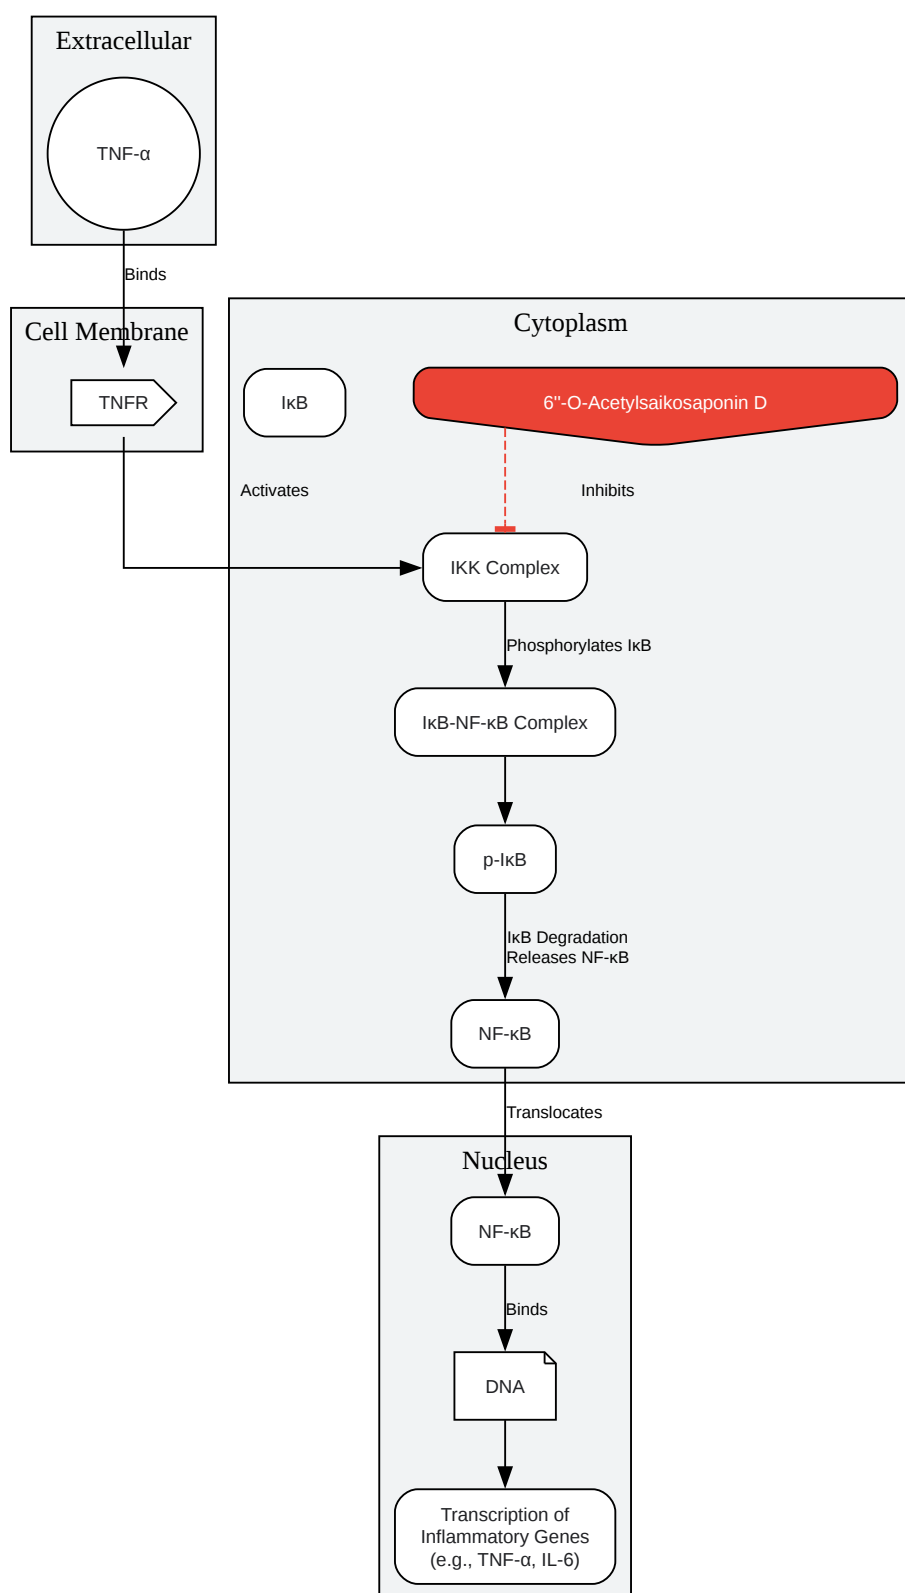 Extracellular
TNF-α
Binds
Cell Membrane
TNFR
Cytoplasm
IκB
6"-O-Acetylsaikosaponin D
Activates
Inhibits
IKK Complex
Phosphorylates IκB
IκB-NF-κB Complex
p-IκB
IκB Degradation
Releases NF-κB
NF-κB
Translocates
Nucleus
NF-κB
Binds
DNA
Transcription of
Inflammatory Genes
(e.g., TNF-α, IL-6)